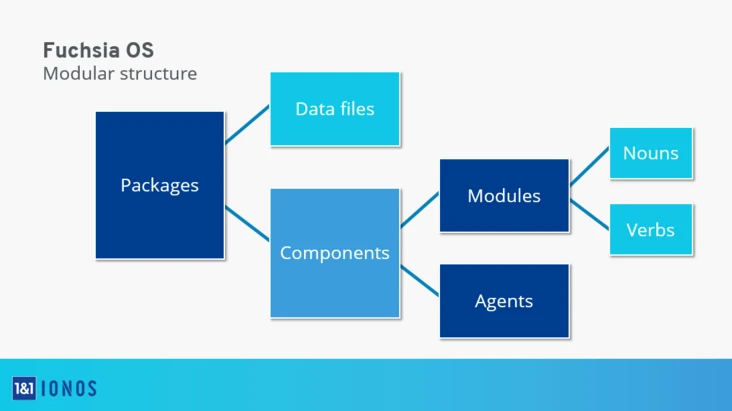 Fuchsia OS
Modular structure
Data files
Packages
Nouns
Modules
Verbs
Components
Agents
1&1 IONOS